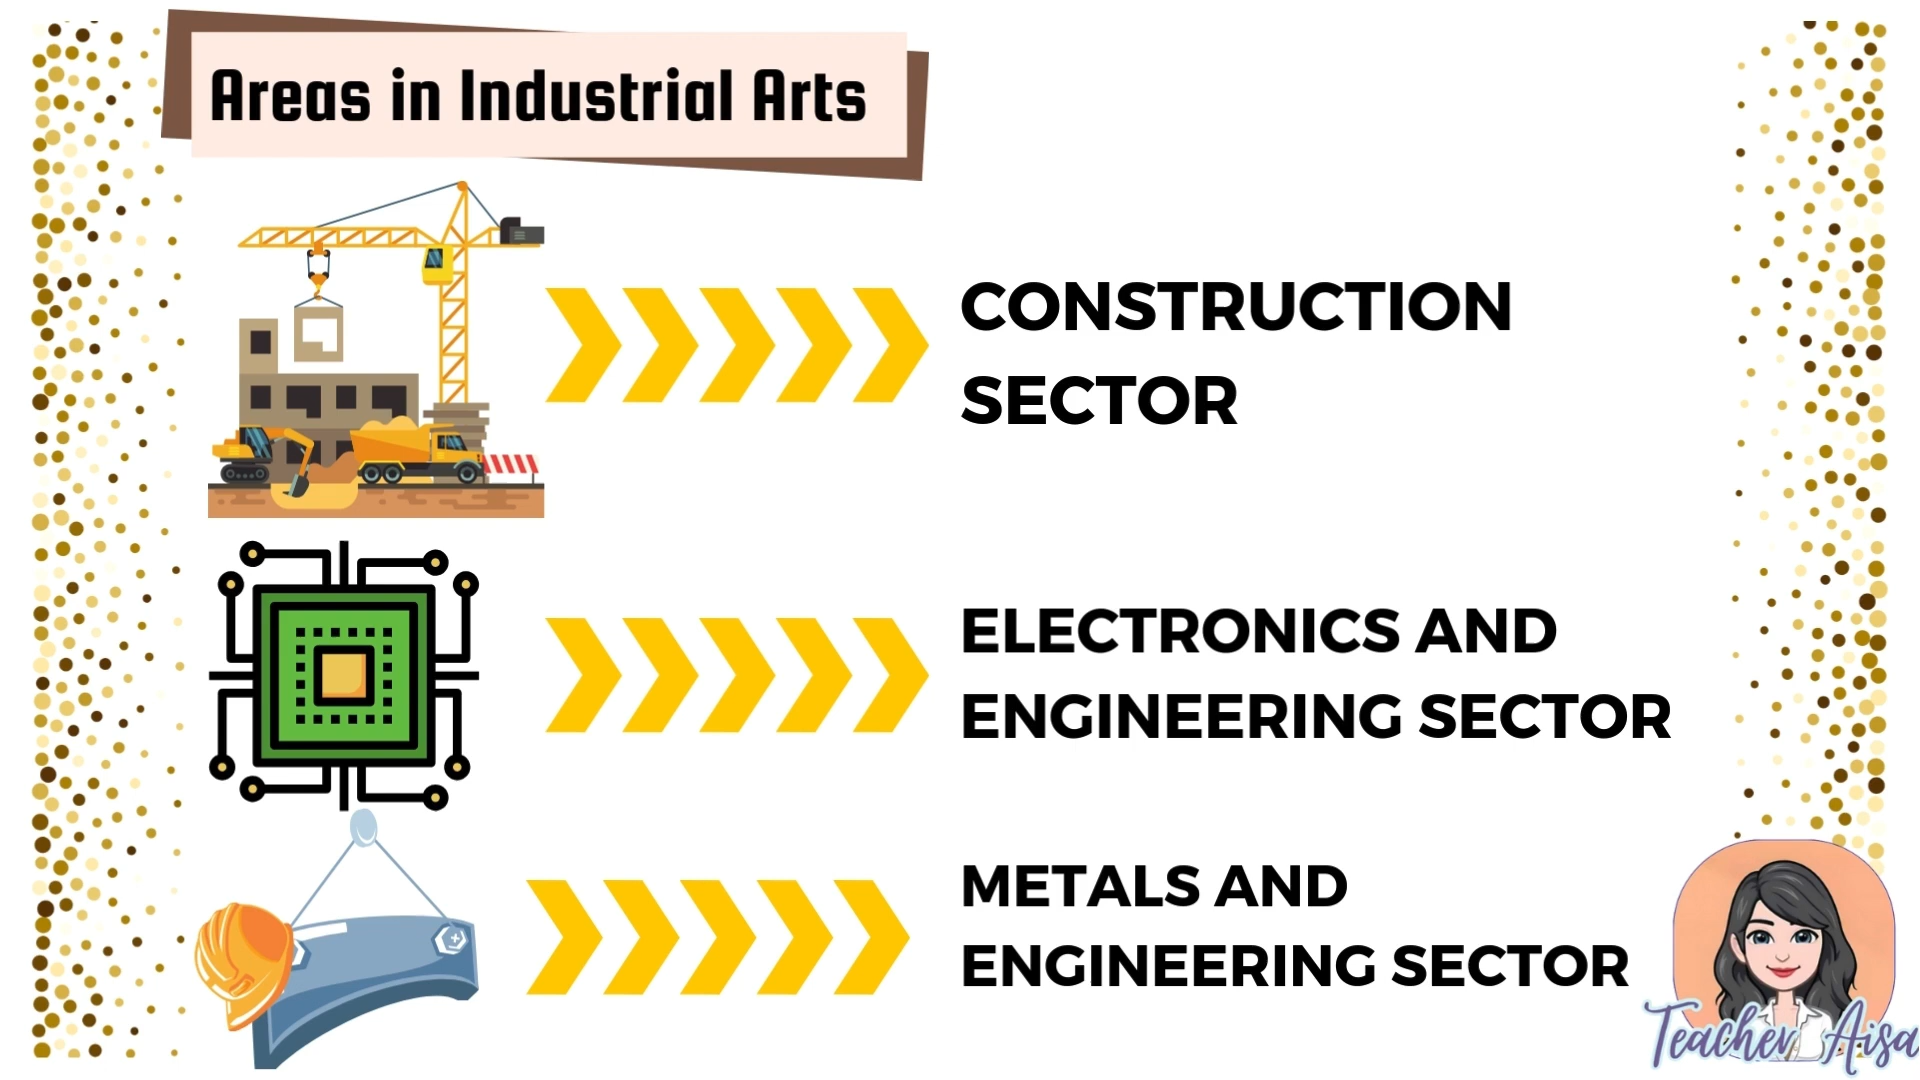 Areas in Industrial Arts
CONSTRUCTION
SECTOR
ELECTRONICS AND
ENGINEERING SECTOR
METALS AND
ENGINEERING SECTOR
Teacher Aisa